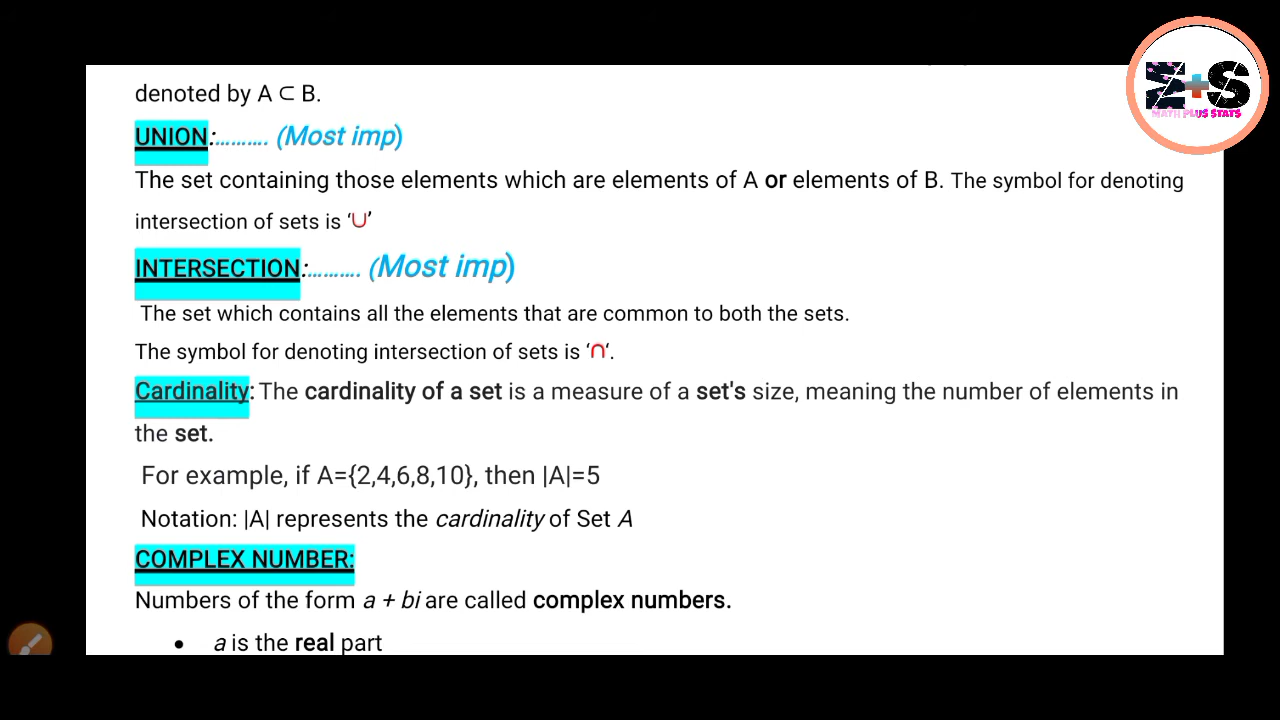 denoted by A ⊂ B.
UNION:.......... (Most imp)
The set containing those elements which are elements of A or elements of B. The symbol for denoting
intersection of sets is ‘∪’
INTERSECTION:.......... (Most imp)
The set which contains all the elements that are common to both the sets.
The symbol for denoting intersection of sets is ‘∩‘.
Cardinality: The cardinality of a set is a measure of a set's size, meaning the number of elements in
the set.
For example, if A={2,4,6,8,10}, then |A|=5
Notation: |A| represents the cardinality of Set A
COMPLEX NUMBER:
Numbers of the form a + bi are called complex numbers.
• a is the real part
Σ+S
MATH PLUS STATS